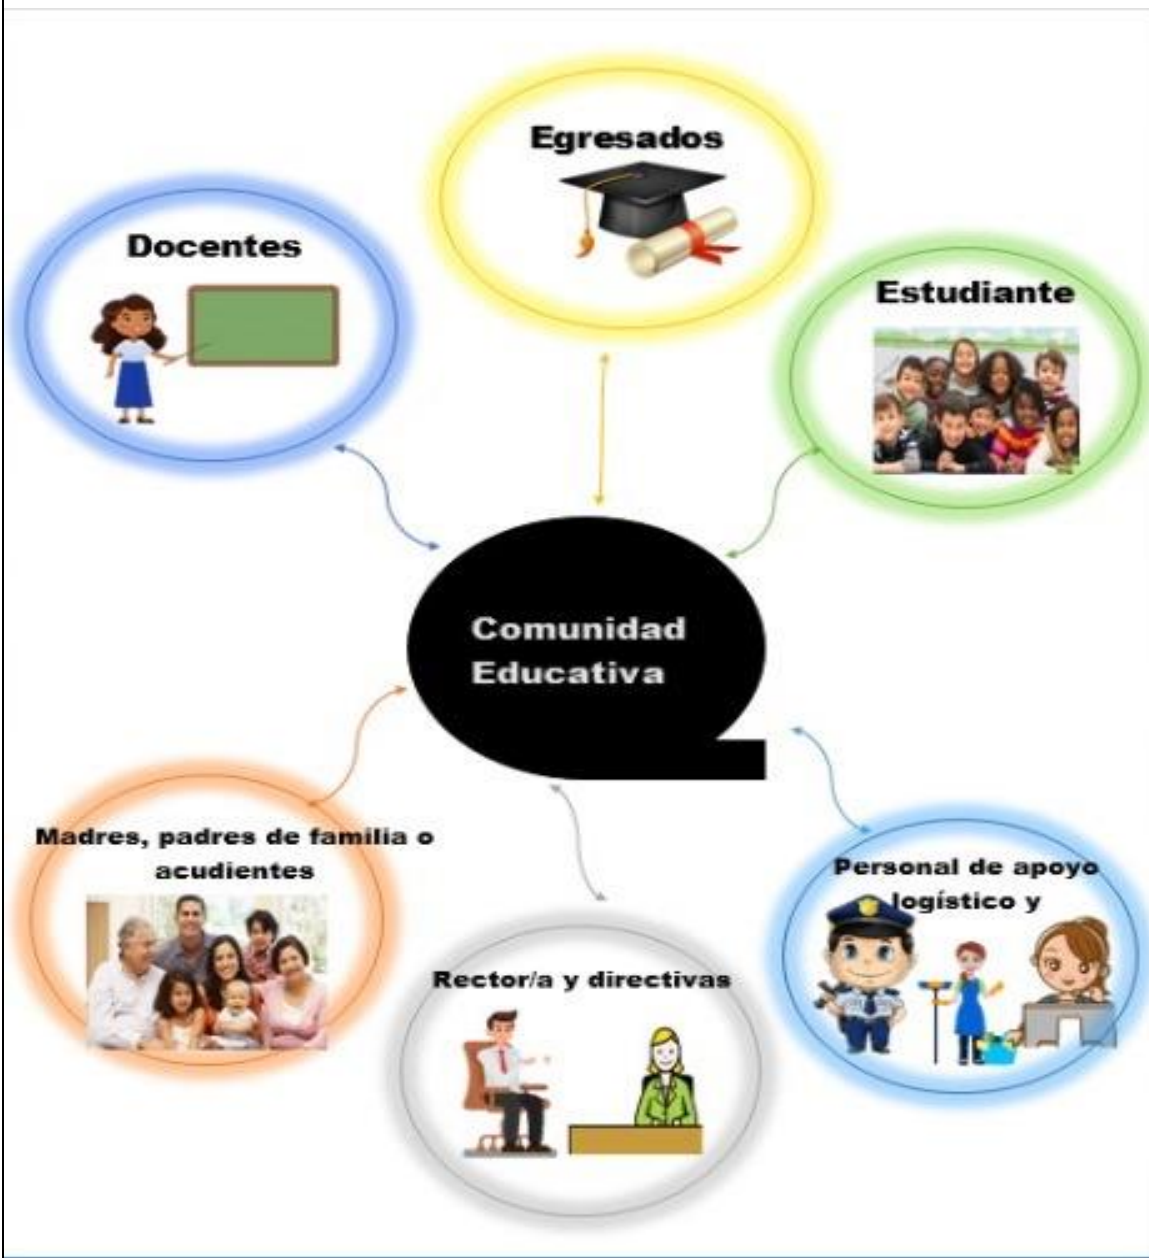 Egresados
Docentes
Estudiante
Comunidad
Educativa
Madres, padres de familia o
acudientes
Personal de apoyo
logístico y
Rector/a y directivas